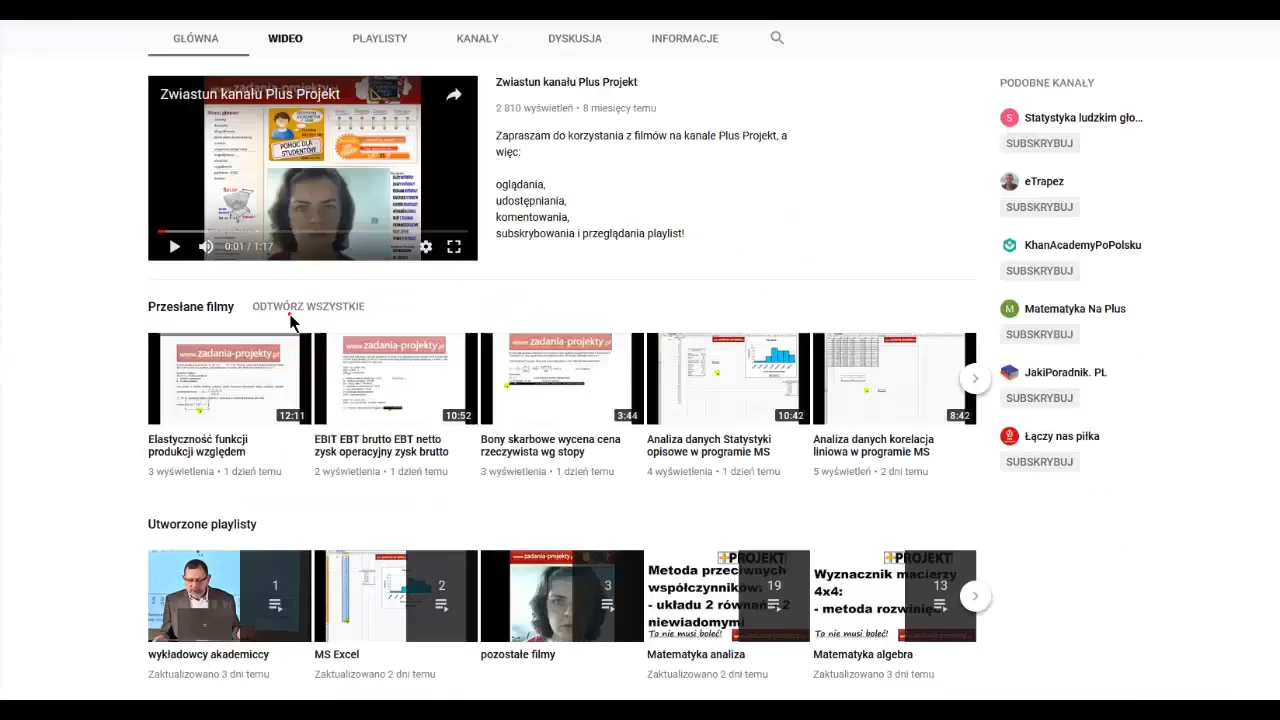 GŁÓWNA
WIDEO
PLAYLISTY
KANAŁY
DYSKUSJA
INFORMACJE
Zwiastun kanału Plus Projekt
POMOC DLA
STUDENTÓW
0:01 / 1:17
Zwiastun kanału Plus Projekt
2 810 wyświetleń • 8 miesięcy temu
Zapraszam do korzystania z filmów na kanale Plus Projekt, a
więc:
oglądania,
udostępniania,
komentowania,
subskrybowania i przeglądania playlist!
PODOBNE KANAŁY
S
Statystyka ludzkim gło...
SUBSKRYBUJ
eTrapez
SUBSKRYBUJ
KhanAcademyPoPolsku
SUBSKRYBUJ
M
Matematyka Na Plus
SUBSKRYBUJ
JakiPoradnik. PL
SUBSKRYBUJ
Łączy nas piłka
SUBSKRYBUJ
Przesłane filmy
ODTWÓRZ WSZYSTKIE
www.zadania-projekty.pl
12:11
Elastyczność funkcji
produkcji względem
3 wyświetlenia • 1 dzień temu
www.zadania-projekty.pl
10:52
EBIT EBT brutto EBT netto
zysk operacyjny zysk brutto
2 wyświetlenia • 1 dzień temu
www.zadania-projekty.pl
3:44
Bony skarbowe wycena cena
rzeczywista wg stopy
3 wyświetlenia • 1 dzień temu
10:42
Analiza danych Statystyki
opisowe w programie MS
4 wyświetlenia • 1 dzień temu
8:42
Analiza danych korelacja
liniowa w programie MS
5 wyświetleń • 2 dni temu
Utworzone playlisty
1
wykładowcy akademiccy
Zaktualizowano 3 dni temu
2
MS Excel
Zaktualizowano 2 dni temu
www.zadania-projekty.pl
3
pozostałe filmy
PROJEKT
Metoda przeciwnych
współczynników:
- układu 2 równań 2
niewiadomymi
To nie musi boleć!
19
Matematyka analiza
Zaktualizowano 2 dni temu
PROJEKT
Wyznacznik macierzy
4x4:
- metoda rozwinięc
To nie musi boleć!
13
Matematyka algebra
Zaktualizowano 3 dni temu